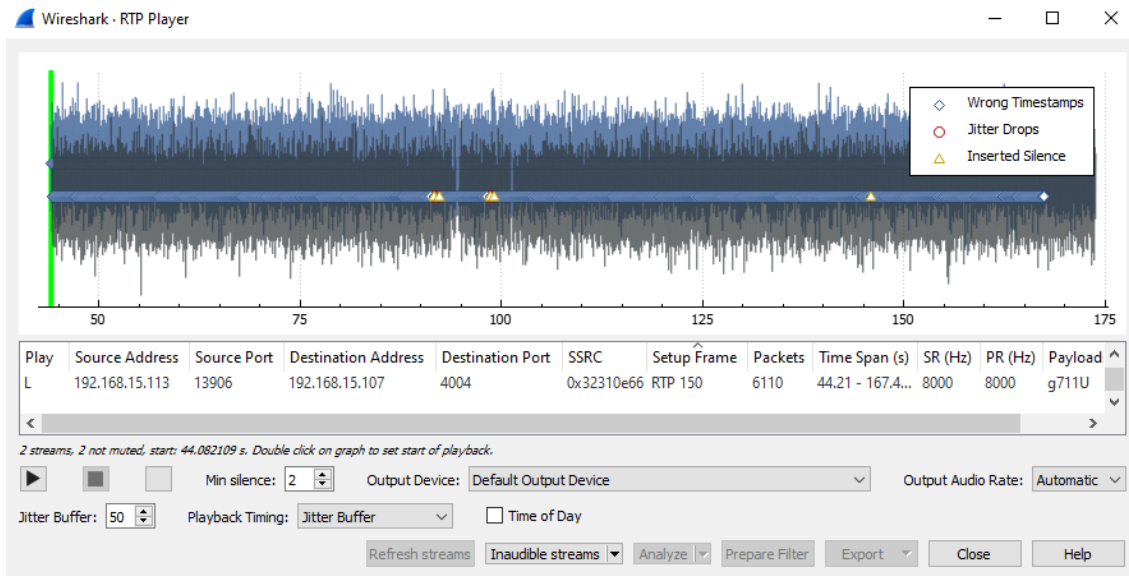 Wireshark · RTP Player
Wrong Timestamps
Jitter Drops
Inserted Silence
50 75 100 125 150 175
Play Source Address Source Port Destination Address Destination Port SSRC Setup Frame Packets Time Span (s) SR (Hz) PR (Hz) Payload
L 192.168.15.113 13906 192.168.15.107 4004 0x32310e66 RTP 150 6110 44.21 - 167.4... 8000 8000 g711U
2 streams, 2 not muted, start: 44.082109 s. Double click on graph to set start of playback.
Min silence: 2 Output Device: Default Output Device Output Audio Rate: Automatic
Jitter Buffer: 50 Playback Timing: Jitter Buffer Time of Day
Refresh streams Inaudible streams Analyze Prepare Filter Export Close Help